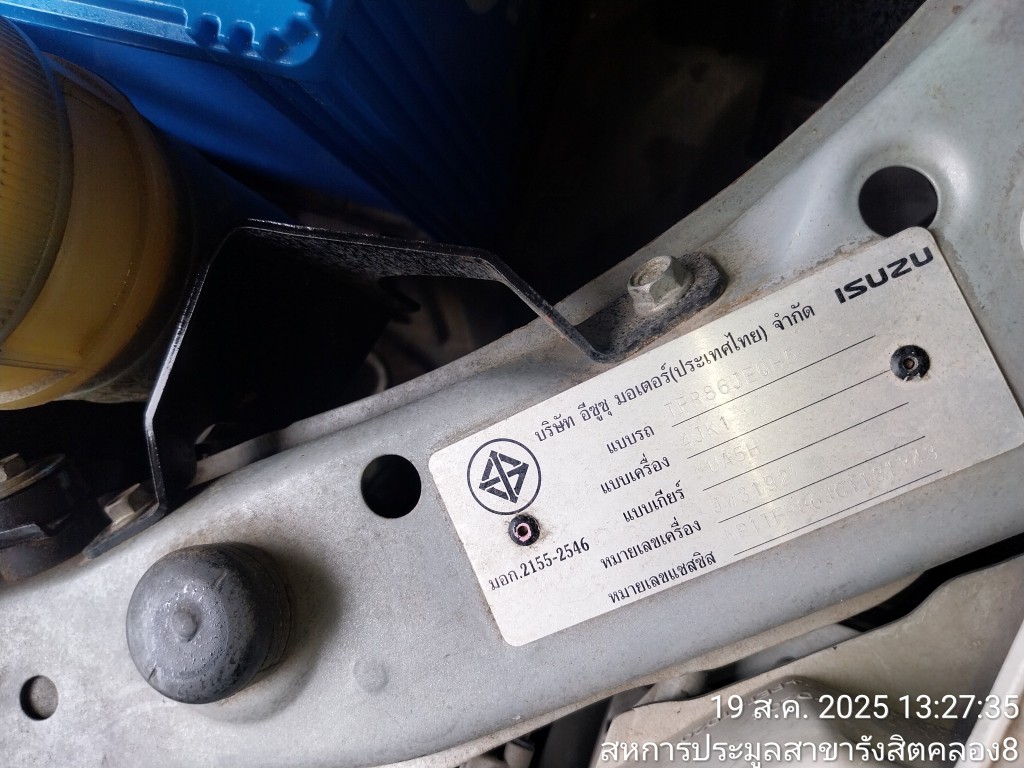 ISUZU
บริษัท อีซูซุ มอเตอร์(ประเทศไทย) จำกัด
แบบรถ
แบบเครื่อง 4JK1
แบบเกียร์
หมายเลขเครื่อง
หมายเลขแชสซิส
มอก.2155-2546
19 ส.ค. 2025 13:27:35
สหการประมูลสาขารังสิตคลอง8